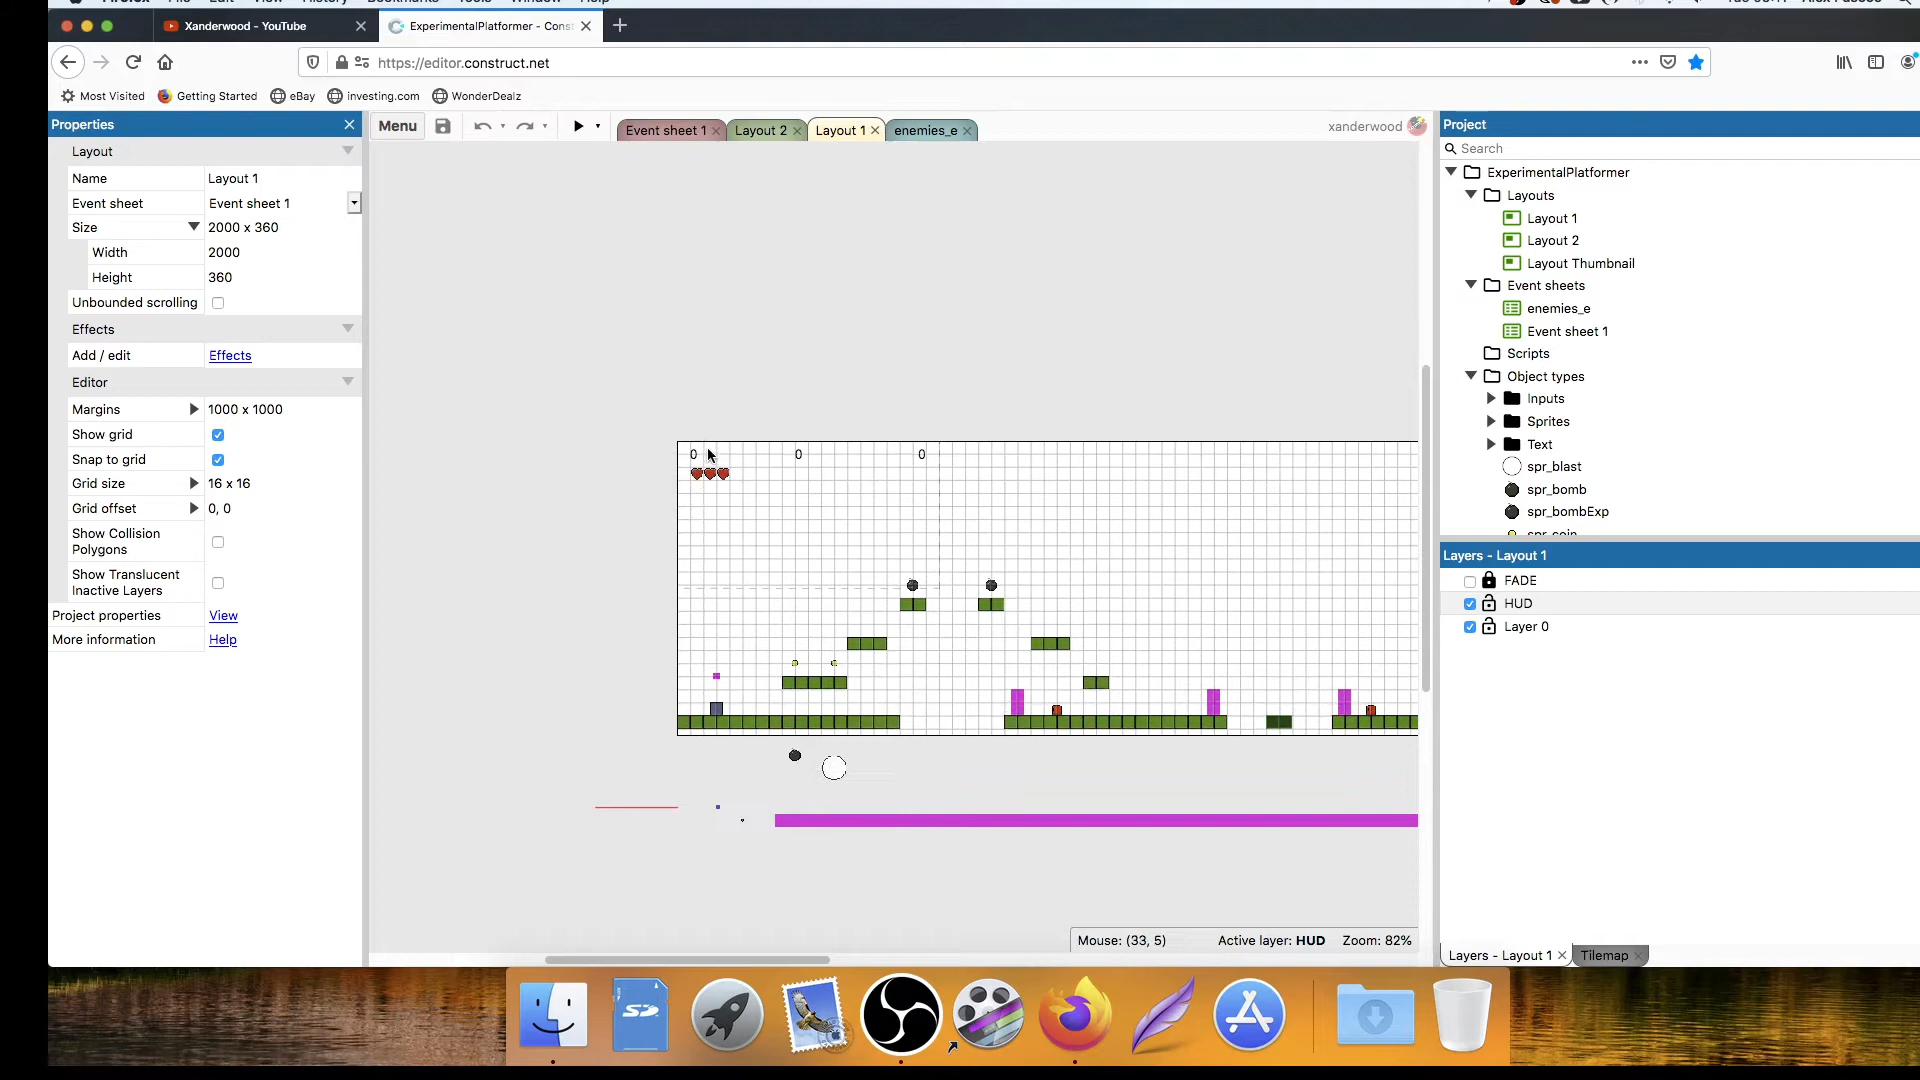 Xanderwood - YouTube
ExperimentalPlatformer - Const
https://editor.construct.net
Most Visited
Getting Started
eBay
investing.com
WonderDealz
Properties
Menu
Event sheet 1
Layout 2
Layout 1
enemies_e
xanderwood
Project
Layout
Search
Name
Layout 1
ExperimentalPlatformer
Event sheet
Event sheet 1
Layouts
Size
2000 x 360
Layout 1
Width
2000
Layout 2
Height
360
Layout Thumbnail
Unbounded scrolling
Event sheets
Effects
enemies_e
Add / edit
Effects
Event sheet 1
Editor
Scripts
Margins
1000 x 1000
Object types
Show grid
Inputs
Snap to grid
Sprites
Grid size
16 x 16
Text
Grid offset
0, 0
spr_blast
Show Collision
Polygons
spr_bomb
Show Translucent
Inactive Layers
spr_bombExp
spr_coin
Project properties
View
More information
Help
0
0
0
Layers - Layout 1
FADE
HUD
Layer 0
Mouse: (33, 5)
Active layer: HUD
Zoom: 82%
Layers - Layout 1
Tilemap